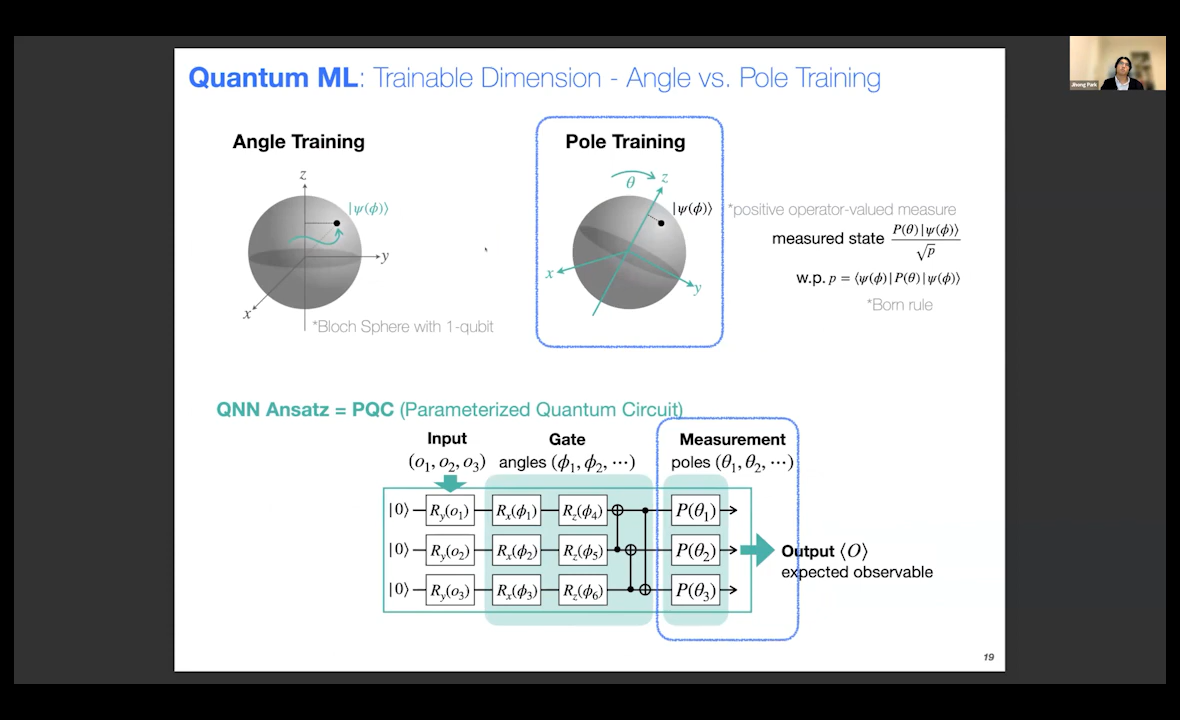 Quantum ML: Trainable Dimension - Angle vs. Pole Training
Jihong Park
Angle Training
z
|ψ(ϕ)⟩
y
x
*Bloch Sphere with 1-qubit
Pole Training
θ
z
|ψ(ϕ)⟩
x
y
*positive operator-valued measure
measured state P(θ)|ψ(ϕ)⟩ / √p
w.p. p = ⟨ψ(ϕ)|P(θ)|ψ(ϕ)⟩
*Born rule
QNN Ansatz = PQC (Parameterized Quantum Circuit)
Input
(o₁, o₂, o₃)
Gate
angles (ϕ₁, ϕ₂, ⋯)
Measurement
poles (θ₁, θ₂, ⋯)
|0⟩ R_y(o₁) R_x(ϕ₁) R_z(ϕ₄) P(θ₁)
|0⟩ R_y(o₂) R_x(ϕ₂) R_z(ϕ₅) P(θ₂)
|0⟩ R_y(o₃) R_x(ϕ₃) R_z(ϕ₆) P(θ₃)
Output ⟨O⟩
expected observable
19